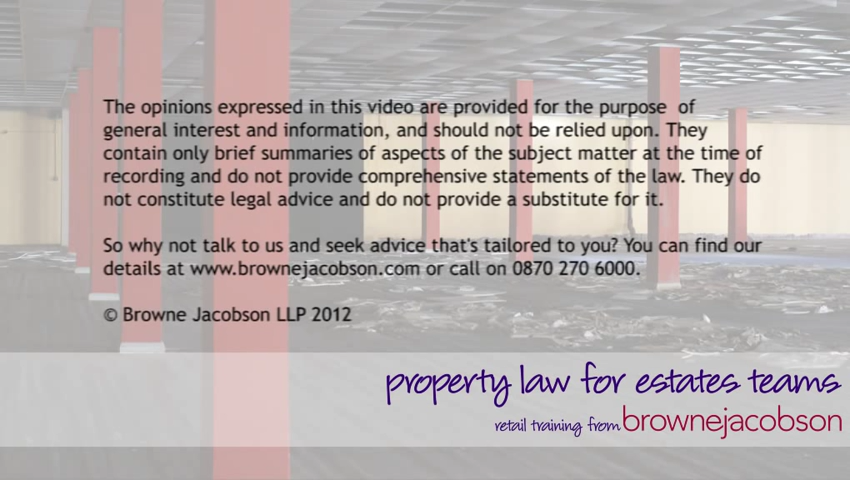 The opinions expressed in this video are provided for the purpose of
general interest and information, and should not be relied upon. They
contain only brief summaries of aspects of the subject matter at the time of
recording and do not provide comprehensive statements of the law. They do
not constitute legal advice and do not provide a substitute for it.
So why not talk to us and seek advice that's tailored to you? You can find our
details at www.brownejacobson.com or call on 0870 270 6000.
© Browne Jacobson LLP 2012
property law for estates teams
retail training from brownejacobson